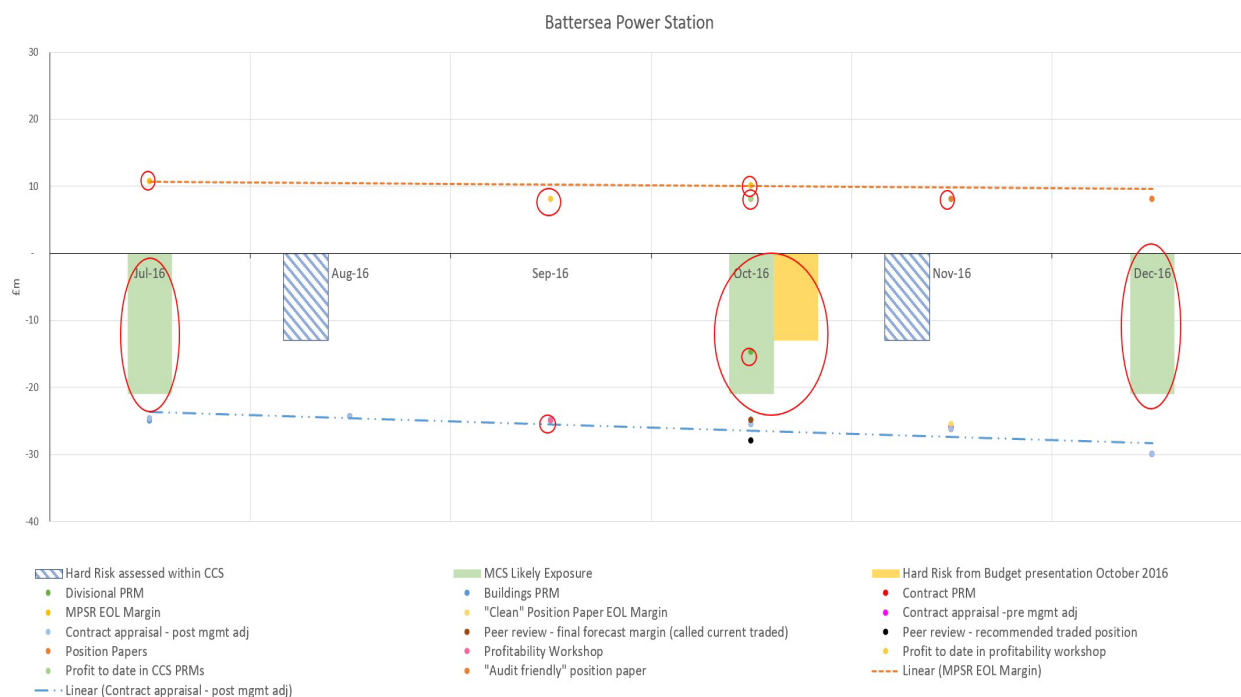 Battersea Power Station
30
20
10
-
-10
-20
-30
-40
£m
Jul-16
Aug-16
Sep-16
Oct-16
Nov-16
Dec-16
Hard Risk assessed within CCS
MCS Likely Exposure
Hard Risk from Budget presentation October 2016
Divisional PRM
Buildings PRM
Contract PRM
MPSR EOL Margin
"Clean" Position Paper EOL Margin
Contract appraisal -pre mgmt adj
Contract appraisal - post mgmt adj
Peer review - final forecast margin (called current traded)
Peer review - recommended traded position
Position Papers
Profitability Workshop
Profit to date in profitability workshop
Profit to date in CCS PRMs
"Audit friendly" position paper
Linear (MPSR EOL Margin)
Linear (Contract appraisal - post mgmt adj)